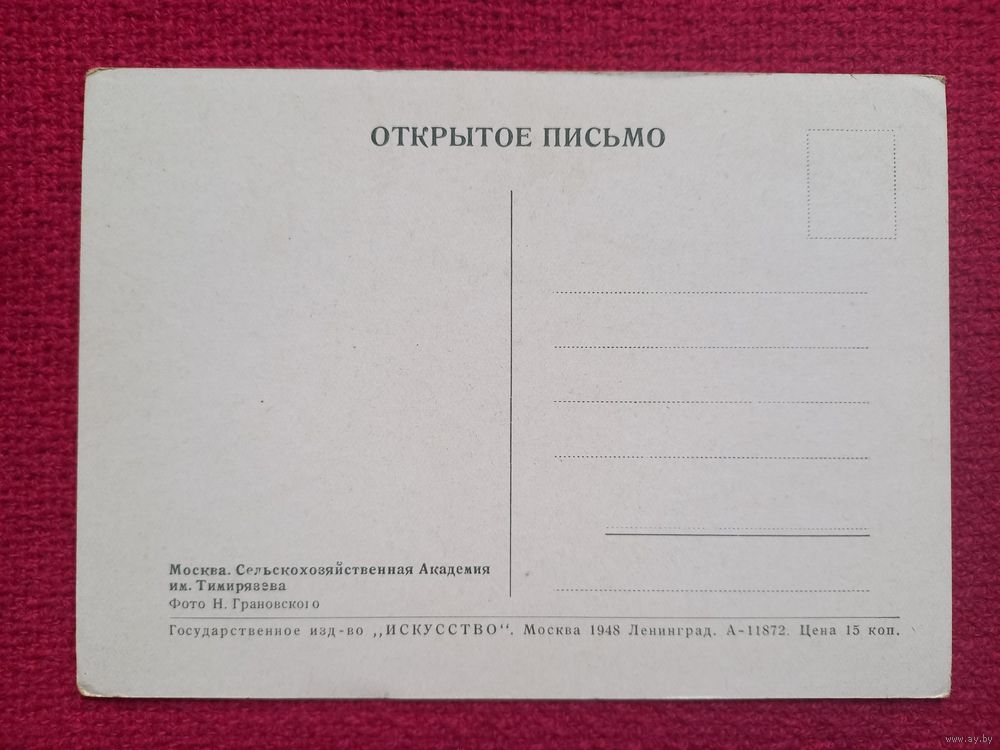 ОТКРЫТОЕ ПИСЬМО
Москва. Сельскохозяйственная Академия
им. Тимирязева
Фото Н. Грановского
Государственное изд-во „ИСКУССТВО“. Москва 1948 Ленинград. А-11872. Цена 15 коп.
www.ay.by